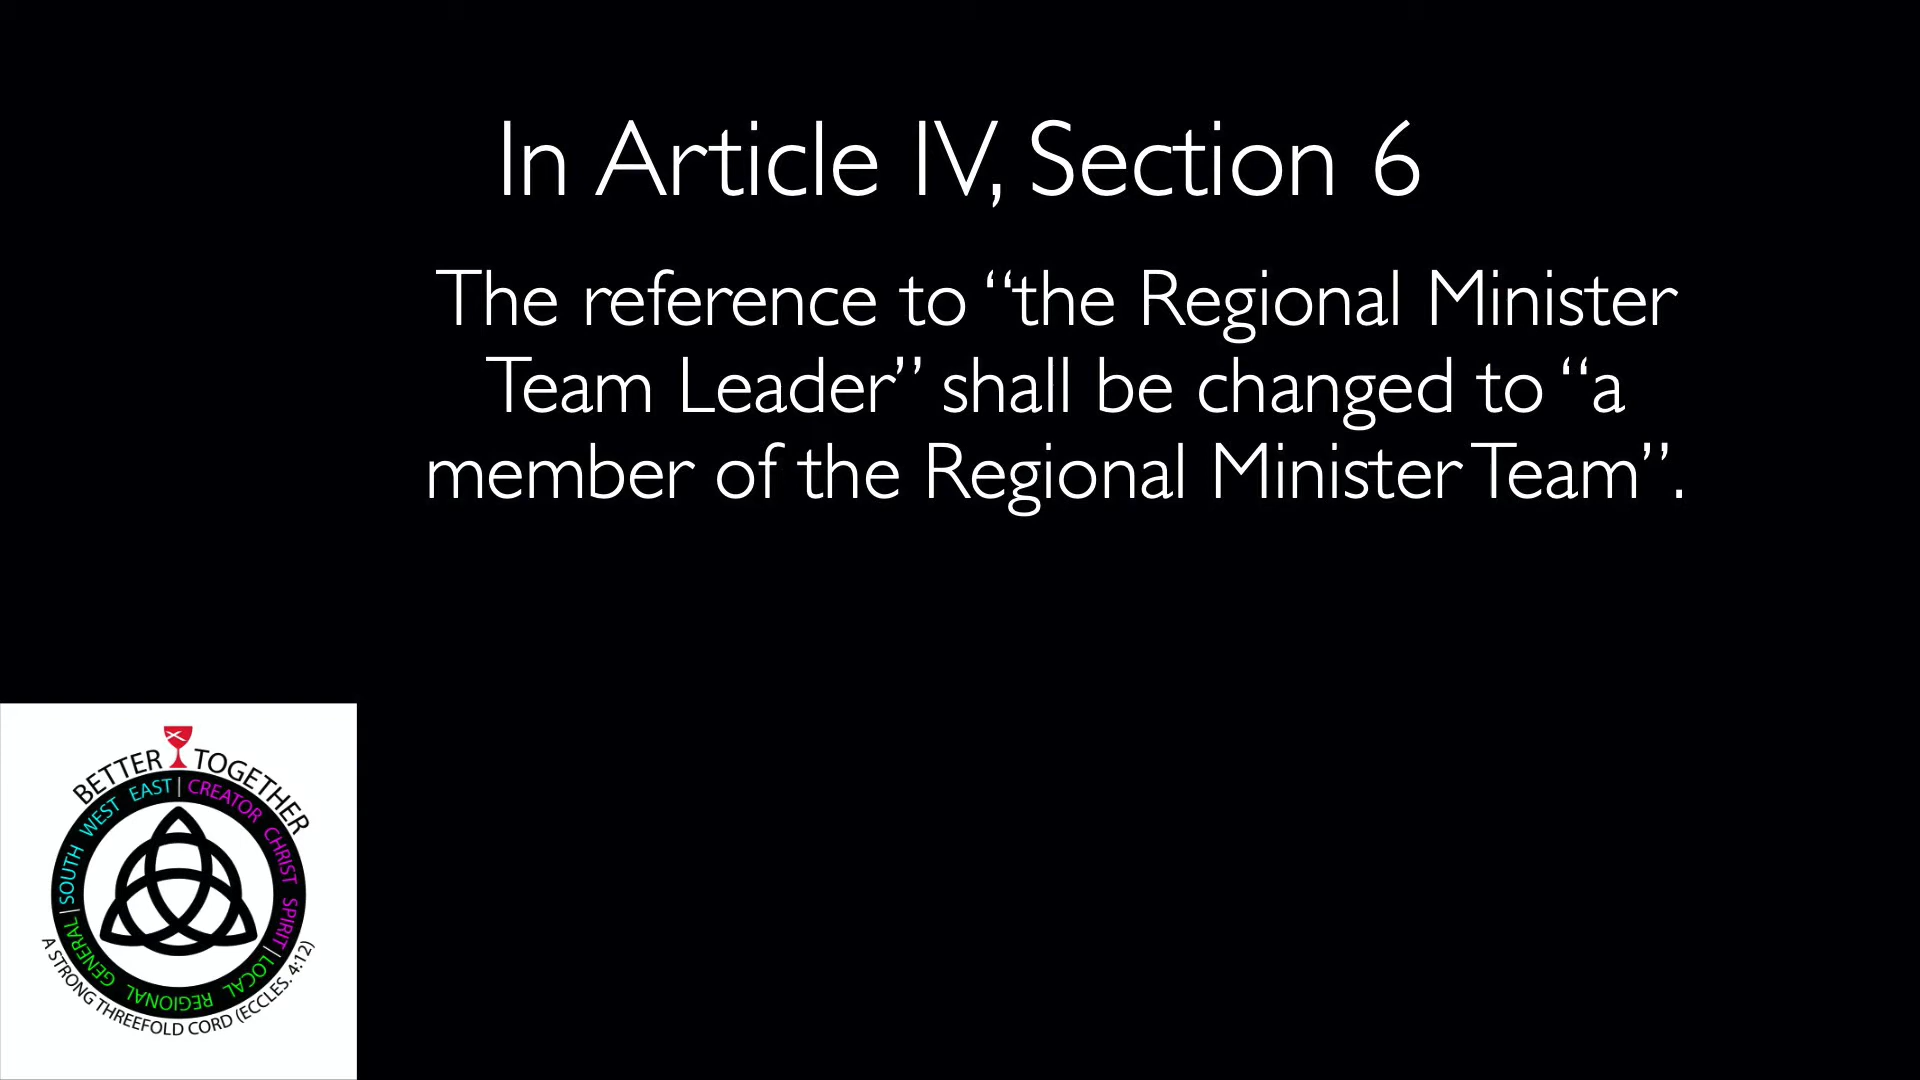 In Article IV, Section 6
The reference to “the Regional Minister
Team Leader” shall be changed to “a
member of the Regional Minister Team”.
BETTER TOGETHER
SOUTH WEST EAST | CREATOR CHRIST SPIRIT | LOCAL REGIONAL GENERAL |
A STRONG THREEFOLD CORD (ECCLES. 4:12)